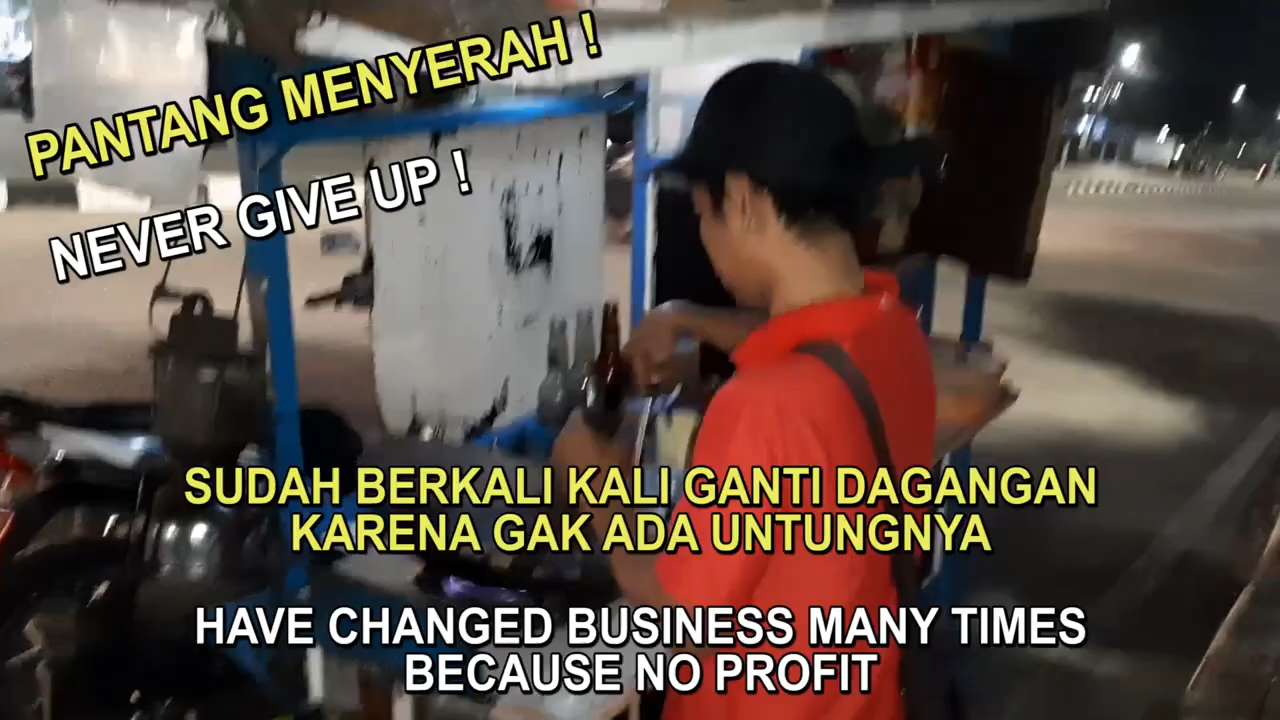 PANTANG MENYERAH !
NEVER GIVE UP !
SUDAH BERKALI KALI GANTI DAGANGAN
KARENA GAK ADA UNTUNGNYA
HAVE CHANGED BUSINESS MANY TIMES
BECAUSE NO PROFIT